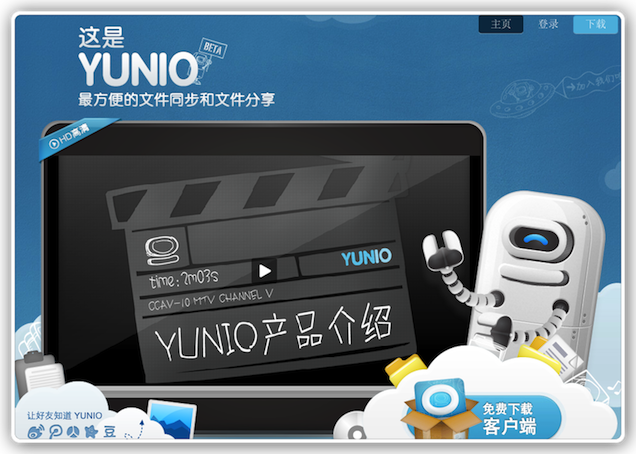 主页 登录 下载
这是
YUNIO
BETA
最方便的文件同步和文件分享
HD高清
YUNIO
time:2m03s
CCAV-10 MTV CHANNEL V
YUNIO产品介绍
让好友知道 YUNIO
豆
免费下载
客户端